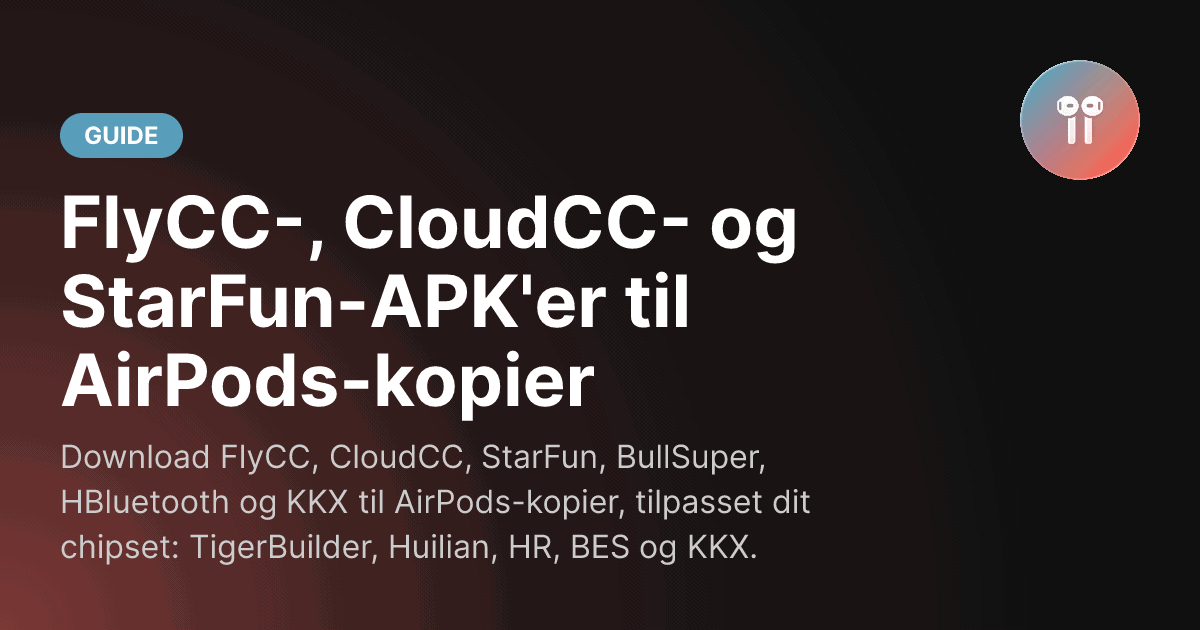 GUIDE
FlyCC-, CloudCC- og
StarFun-APK'er til
AirPods-kopier
Download FlyCC, CloudCC, StarFun, BullSuper,
HBluetooth og KKX til AirPods-kopier, tilpasset dit
chipset: TigerBuilder, Huilian, HR, BES og KKX.